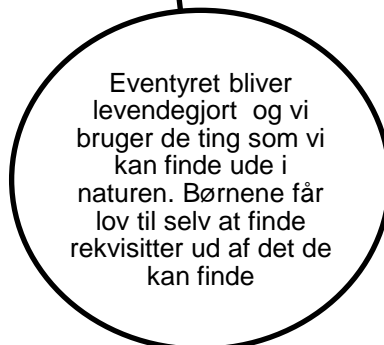 Eventyret bliver
levendegjort og vi
bruger de ting som vi
kan finde ude i
naturen. Børnene får
lov til selv at finde
rekvisitter ud af det de
kan finde